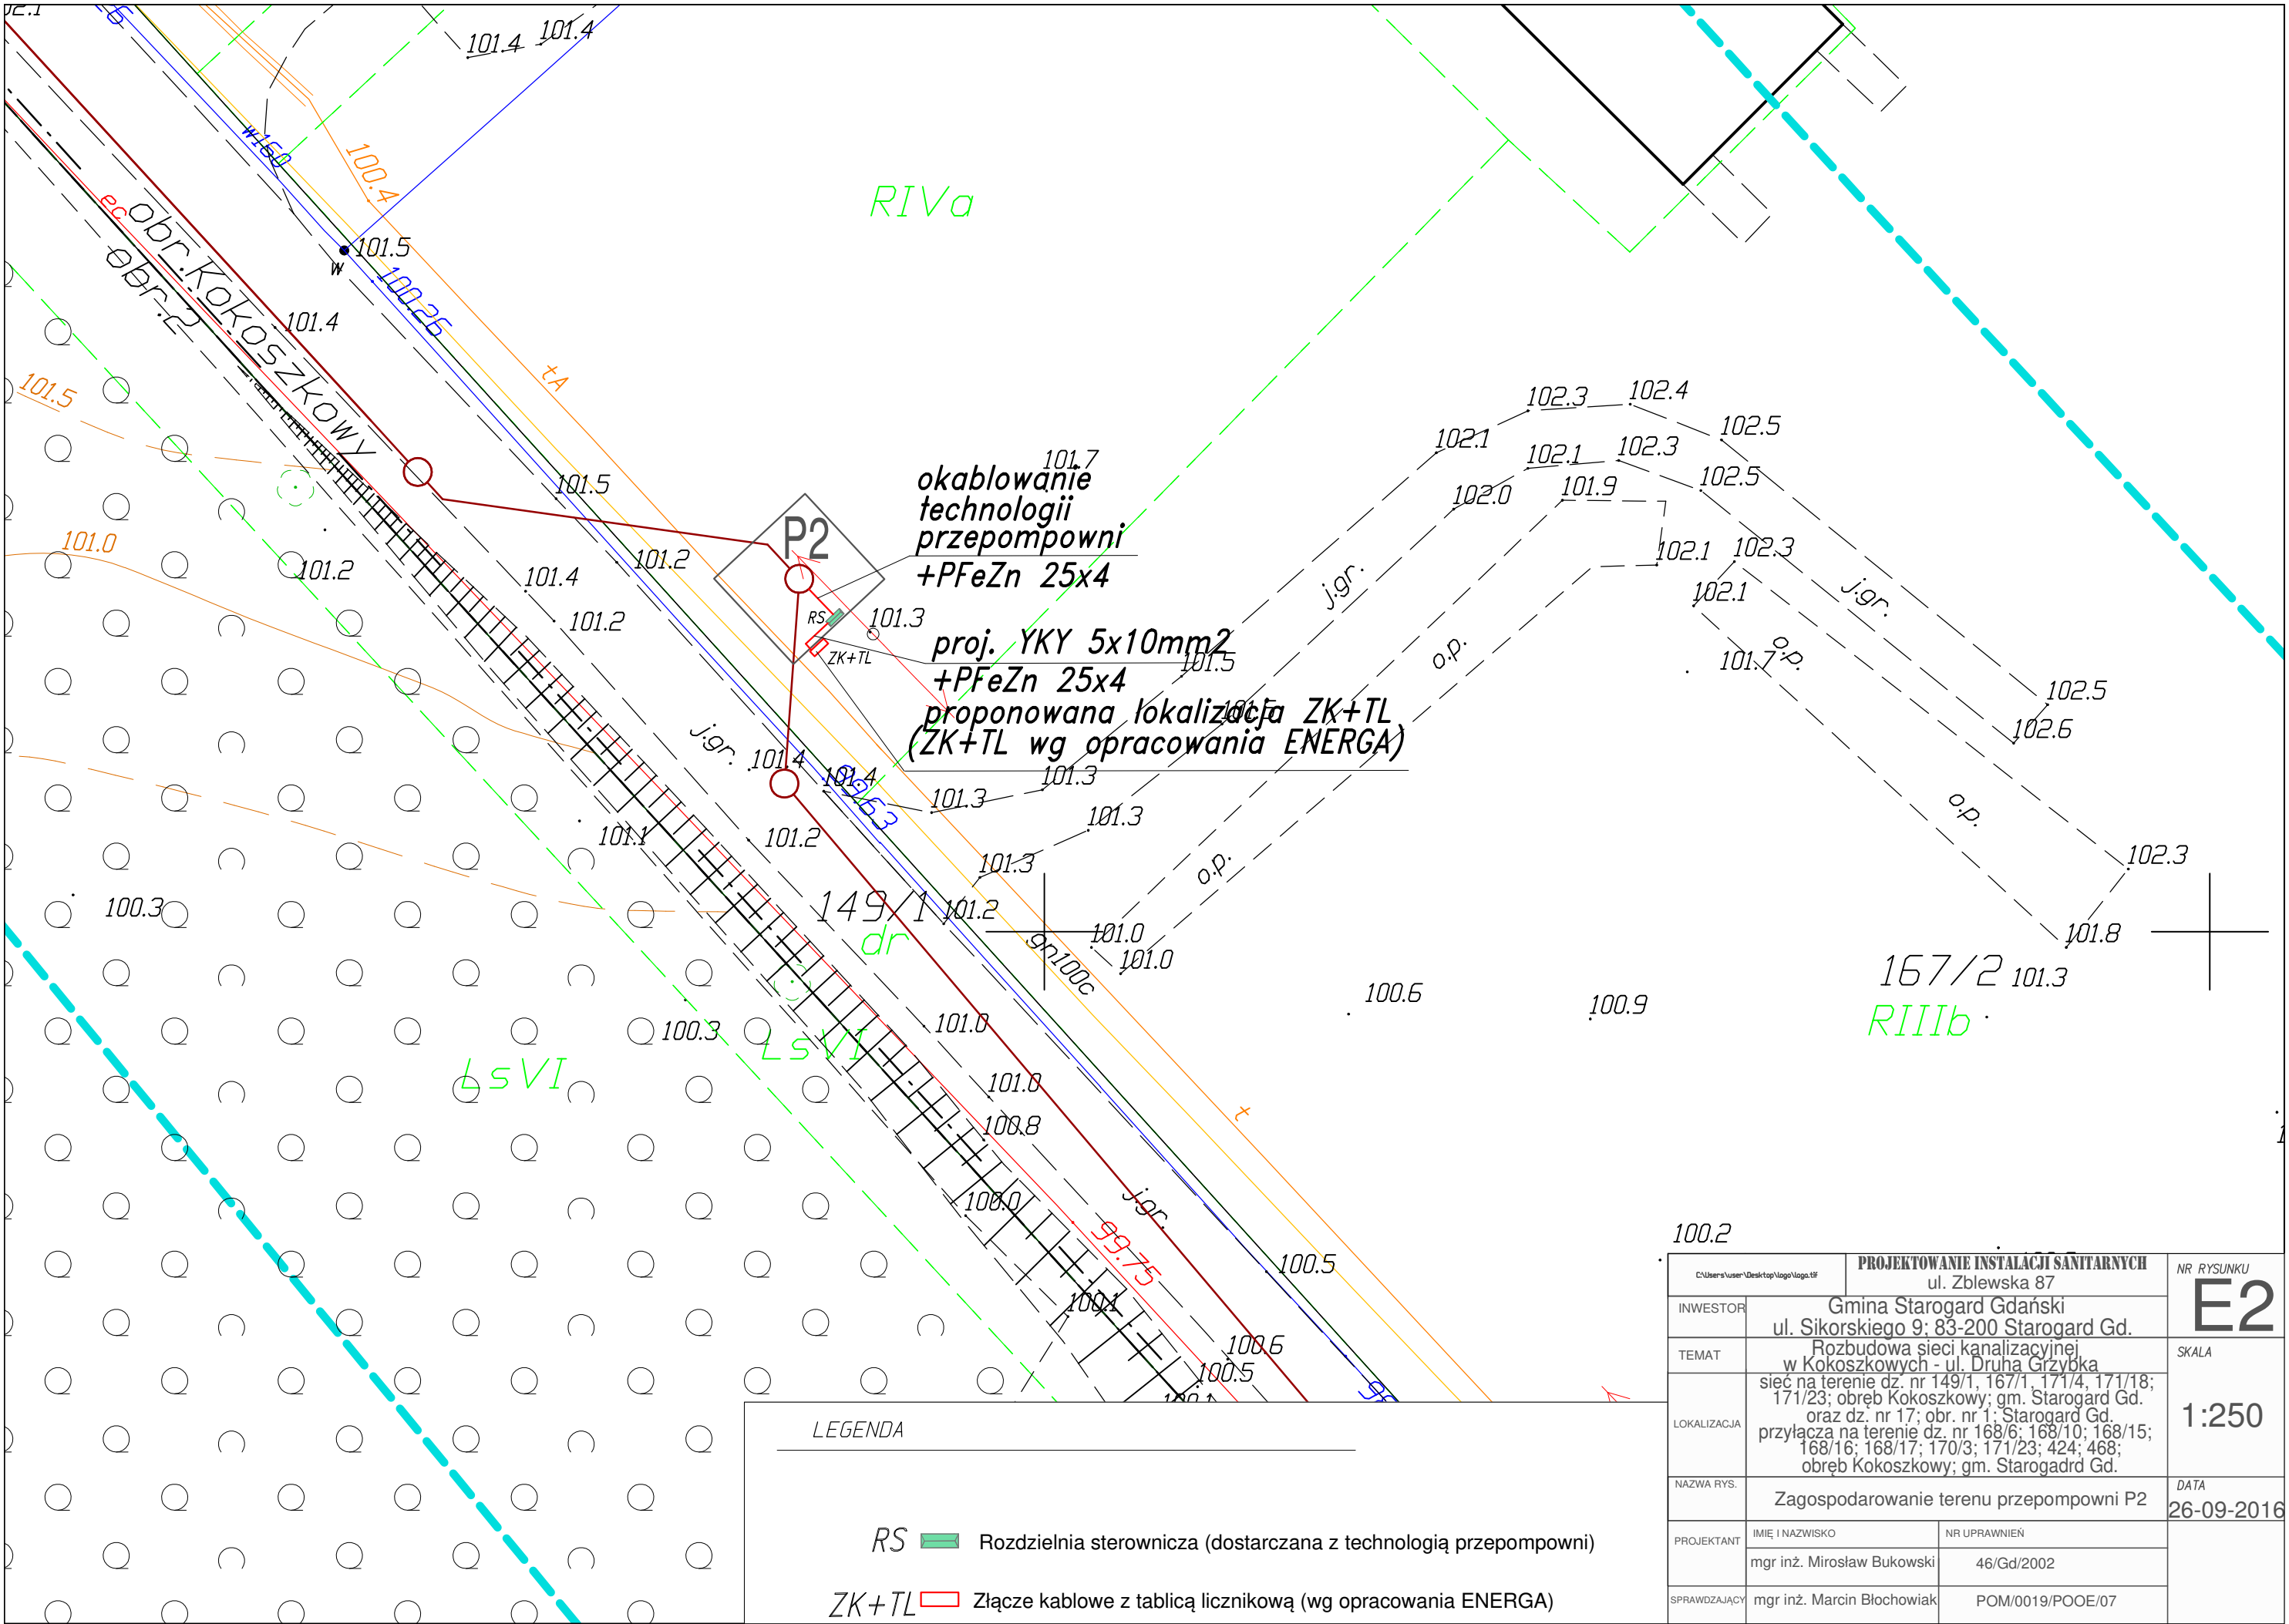 02.1
101.4
101.4
w160
100.4
ec
obr.Kokoszkowy
obr.2
101.5
w
100.26
101.4
RIVa
tA
101.5
101.0
101.2
101.5
101.2
101.4
101.2
P2
101.7
okablowanie
technologii
przepompowni
+PFeZn 25x4
RS
101.3
ZK+TL
proj. YKY 5x10mm2
+PFeZn 25x4
101.5
proponowana lokalizacja ZK+TL
(ZK+TL wg opracowania ENERGA)
102.3
102.4
102.5
102.1
102.1
102.3
102.5
102.0
101.9
102.1
102.3
102.1
j.gr.
j.gr.
o.p.
o.p.
101.7
102.5
102.6
o.p.
102.3
101.8
j.gr.
101.4
101.4
99.63
101.3
101.3
101.3
101.3
101.1
101.2
o.p.
100.3
149/1
dr
101.2
gn100c
101.0
101.0
167/2
101.3
RIIIb
100.6
100.9
100.3
LsVI
LsVI
101.0
101.0
100.8
t
100.0
j.gr.
99.75
100.5
100.1
100.6
100.5
100.2
LEGENDA
RS
Rozdzielnia sterownicza (dostarczana z technologią przepompowni)
ZK+TL
Złącze kablowe z tablicą licznikową (wg opracowania ENERGA)
C:\Users\user\Desktop\logo\logo.tif
PROJEKTOWANIE INSTALACJI SANITARNYCH
ul. Zblewska 87
NR RYSUNKU
E2
INWESTOR
Gmina Starogard Gdański
ul. Sikorskiego 9; 83-200 Starogard Gd.
TEMAT
Rozbudowa sieci kanalizacyjnej
w Kokoszkowych - ul. Druha Grzybka
SKALA
1:250
LOKALIZACJA
sieć na terenie dz. nr 149/1, 167/1, 171/4, 171/18;
171/23; obręb Kokoszkowy; gm. Starogard Gd.
oraz dz. nr 17; obr. nr 1; Starogard Gd.
przyłacza na terenie dz. nr 168/6; 168/10; 168/15;
168/16; 168/17; 170/3; 171/23; 424; 468;
obręb Kokoszkowy; gm. Starogadrd Gd.
NAZWA RYS.
Zagospodarowanie terenu przepompowni P2
DATA
26-09-2016
PROJEKTANT
IMIĘ I NAZWISKO
NR UPRAWNIEŃ
mgr inż. Mirosław Bukowski
46/Gd/2002
SPRAWDZAJĄCY
mgr inż. Marcin Błochowiak
POM/0019/POOE/07